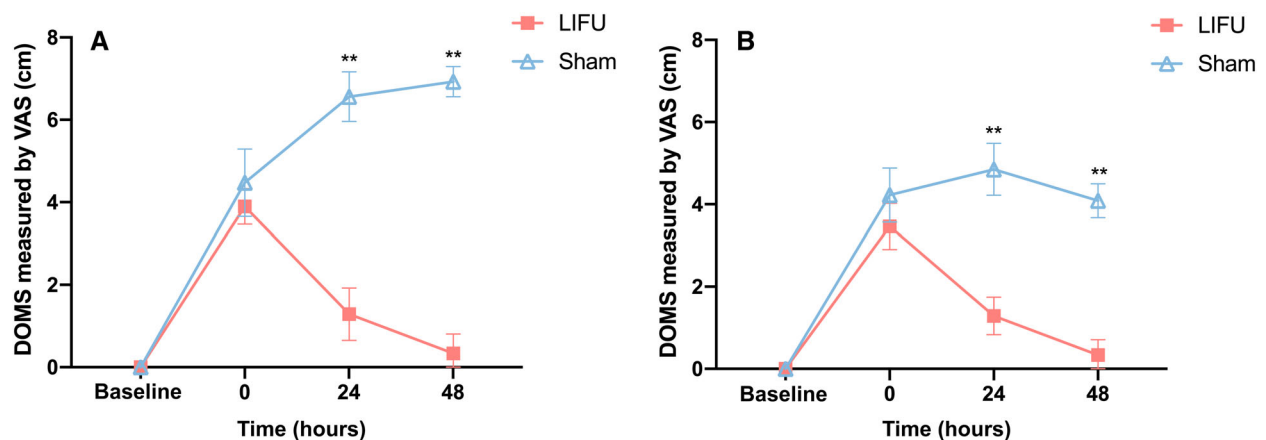 A
LIFU
Sham
DOMS measured by VAS (cm)
8
6
4
2
0
**
**
Baseline
0
24
48
Time (hours)
B
LIFU
Sham
DOMS measured by VAS (cm)
8
6
4
2
0
**
**
Baseline
0
24
48
Time (hours)